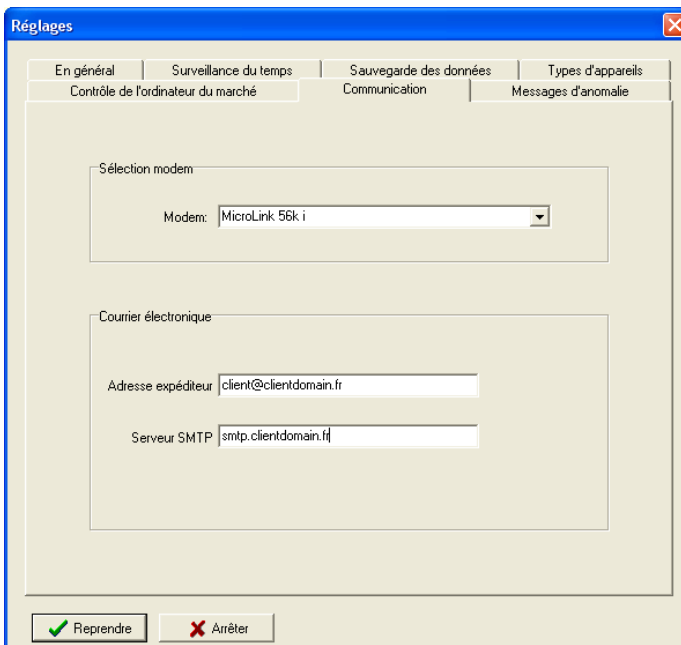 Réglages
En général
Surveillance du temps
Sauvegarde des données
Types d'appareils
Contrôle de l'ordinateur du marché
Communication
Messages d'anomalie
Sélection modem
Modem: MicroLink 56k i
Courrier électronique
Adresse expéditeur client@clientdomain.fr
Serveur SMTP smtp.clientdomain.fr
Reprendre
Arrêter